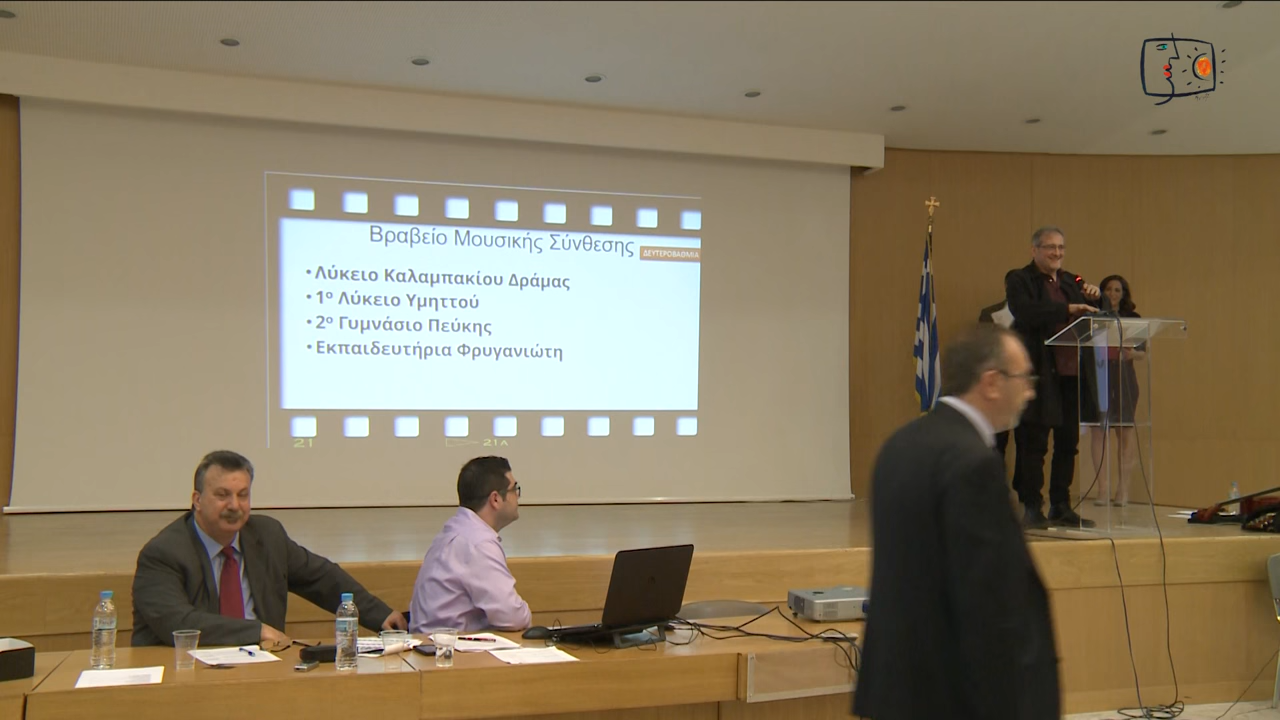 Βραβείο Μουσικής Σύνθεσης
ΔΕΥΤΕΡΟΒΑΘΜΙΑ
• Λύκειο Καλαμπακίου Δράμας
• 1ο Λύκειο Υμηττού
• 2ο Γυμνάσιο Πεύκης
• Εκπαιδευτήρια Φρυγανιώτη
21
21A